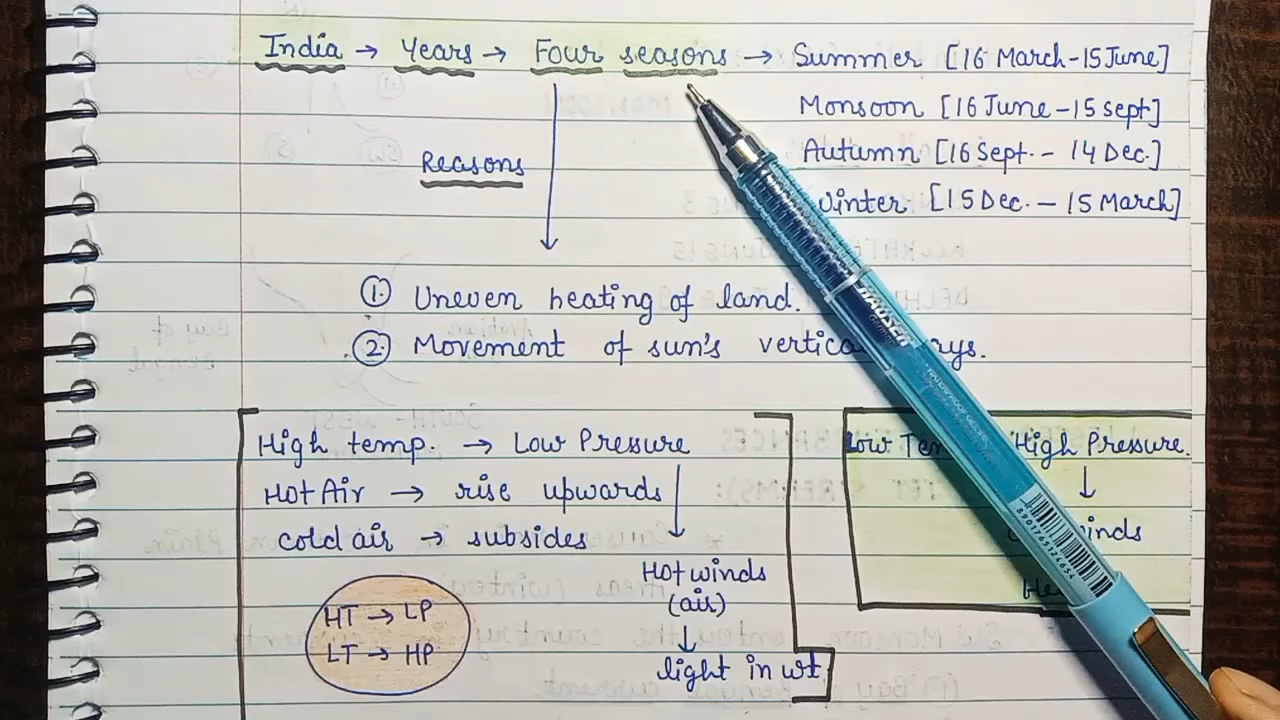 India → Years → Four seasons → Summer [16 March-15 June]
Monsoon [16 June-15 sept]
Autumn [16 Sept. - 14 Dec.]
Winter [15 Dec. - 15 March]
Reasons
① Uneven heating of land.
② Movement of sun's
High temp. → Low Pressure
Hot Air → rise upwards
cold air → subsides
Hot winds
(air)
↓
light in wt
HT → LP
LT → HP
Low High Pressure.
↓
HAUSER
8901765124654